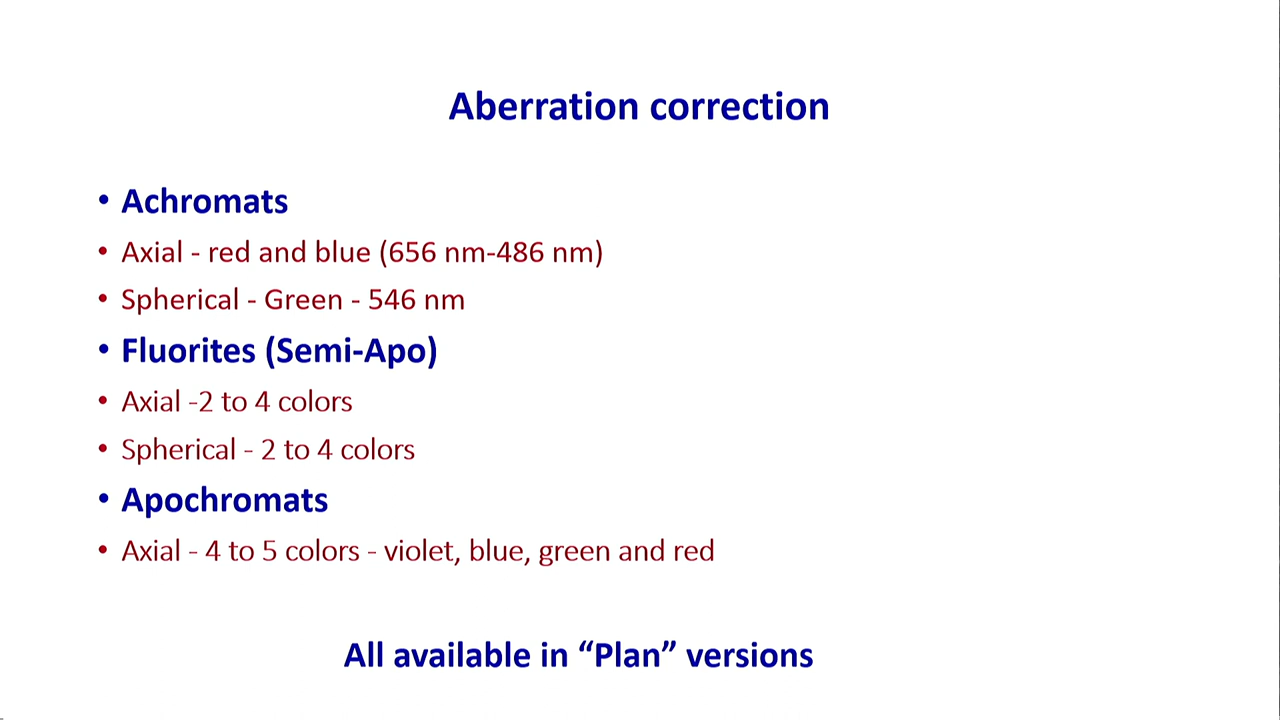 Aberration correction
• Achromats
• Axial - red and blue (656 nm-486 nm)
• Spherical - Green - 546 nm
• Fluorites (Semi-Apo)
• Axial -2 to 4 colors
• Spherical - 2 to 4 colors
• Apochromats
• Axial - 4 to 5 colors - violet, blue, green and red
All available in “Plan” versions